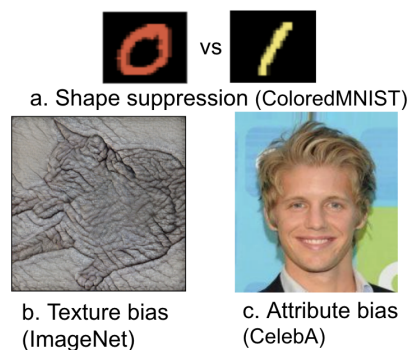 vs
a. Shape suppression (ColoredMNIST)
b. Texture bias
(ImageNet)
c. Attribute bias
(CelebA)